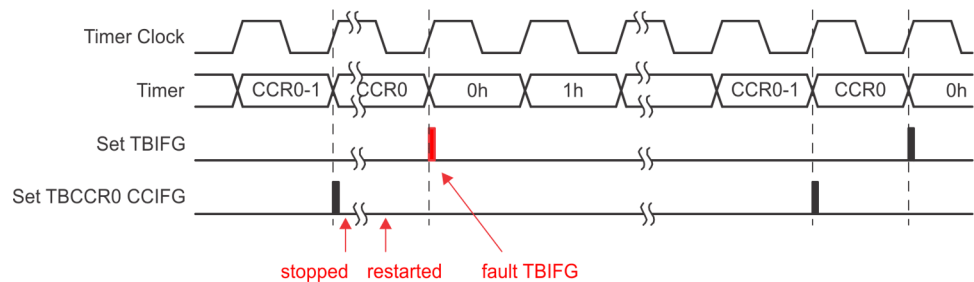 Timer Clock
Timer CCR0-1 CCR0 0h 1h CCR0-1 CCR0 0h
Set TBIFG
Set TBCCR0 CCIFG
stopped restarted fault TBIFG